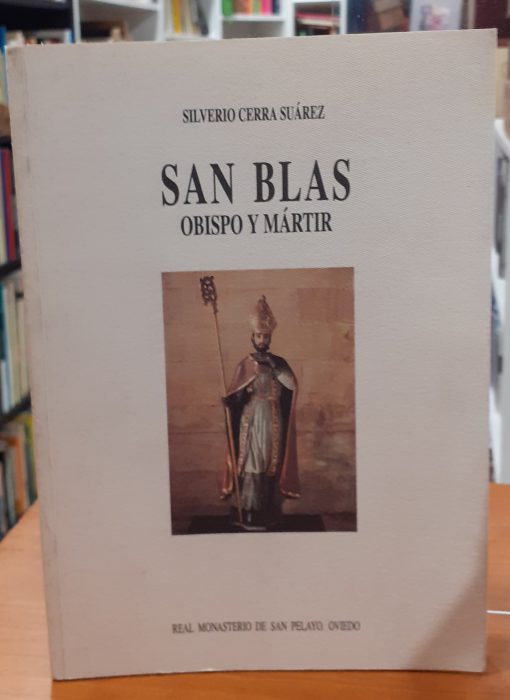 SILVERIO CERRA SUÁREZ
SAN BLAS
OBISPO Y MÁRTIR
REAL MONASTERIO DE SAN PELAYO. OVIEDO